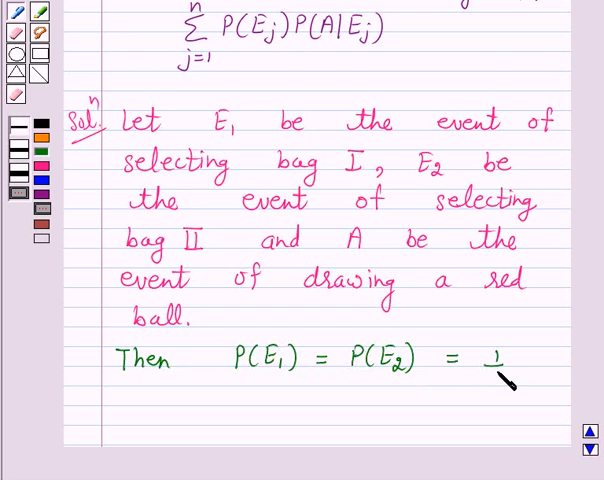 n
Σ P(Ej)P(A|Ej)
j=1
Solⁿ. Let E₁ be the event of
selecting bag I, E₂ be
the event of selecting
bag II and A be the
event of drawing a red
ball.
Then P(E₁) = P(E₂) = 1